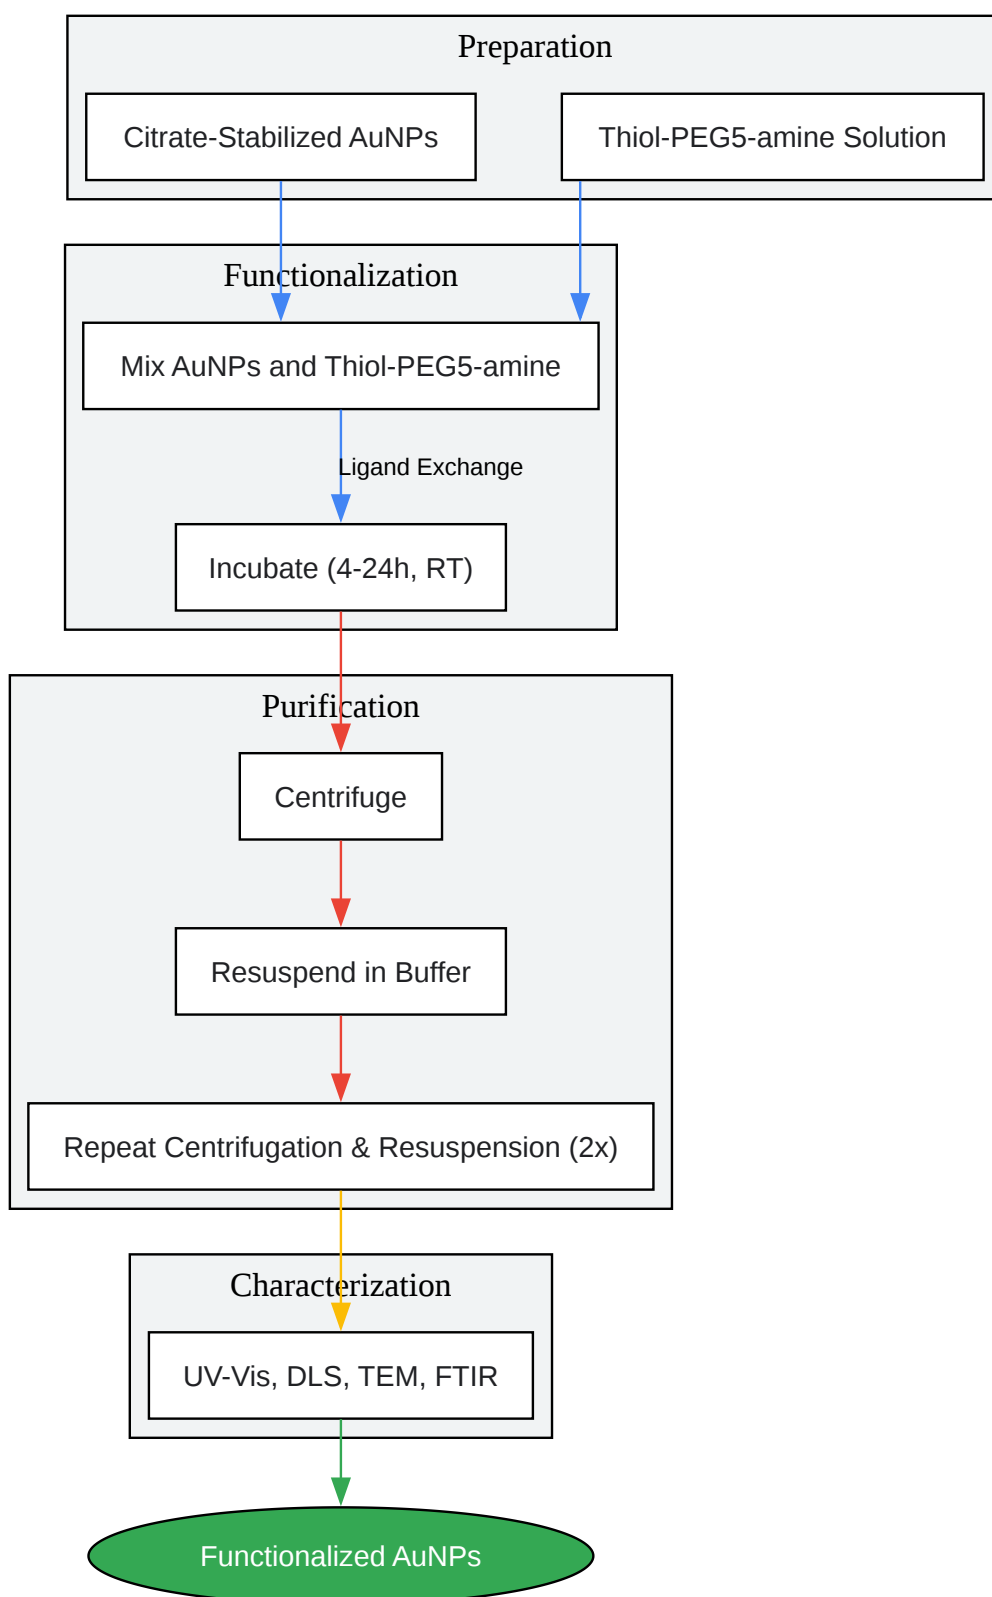 Preparation
Citrate-Stabilized AuNPs
Thiol-PEG5-amine Solution
Functionalization
Mix AuNPs and Thiol-PEG5-amine
Ligand Exchange
Incubate (4-24h, RT)
Purification
Centrifuge
Resuspend in Buffer
Repeat Centrifugation & Resuspension (2x)
Characterization
UV-Vis, DLS, TEM, FTIR
Functionalized AuNPs